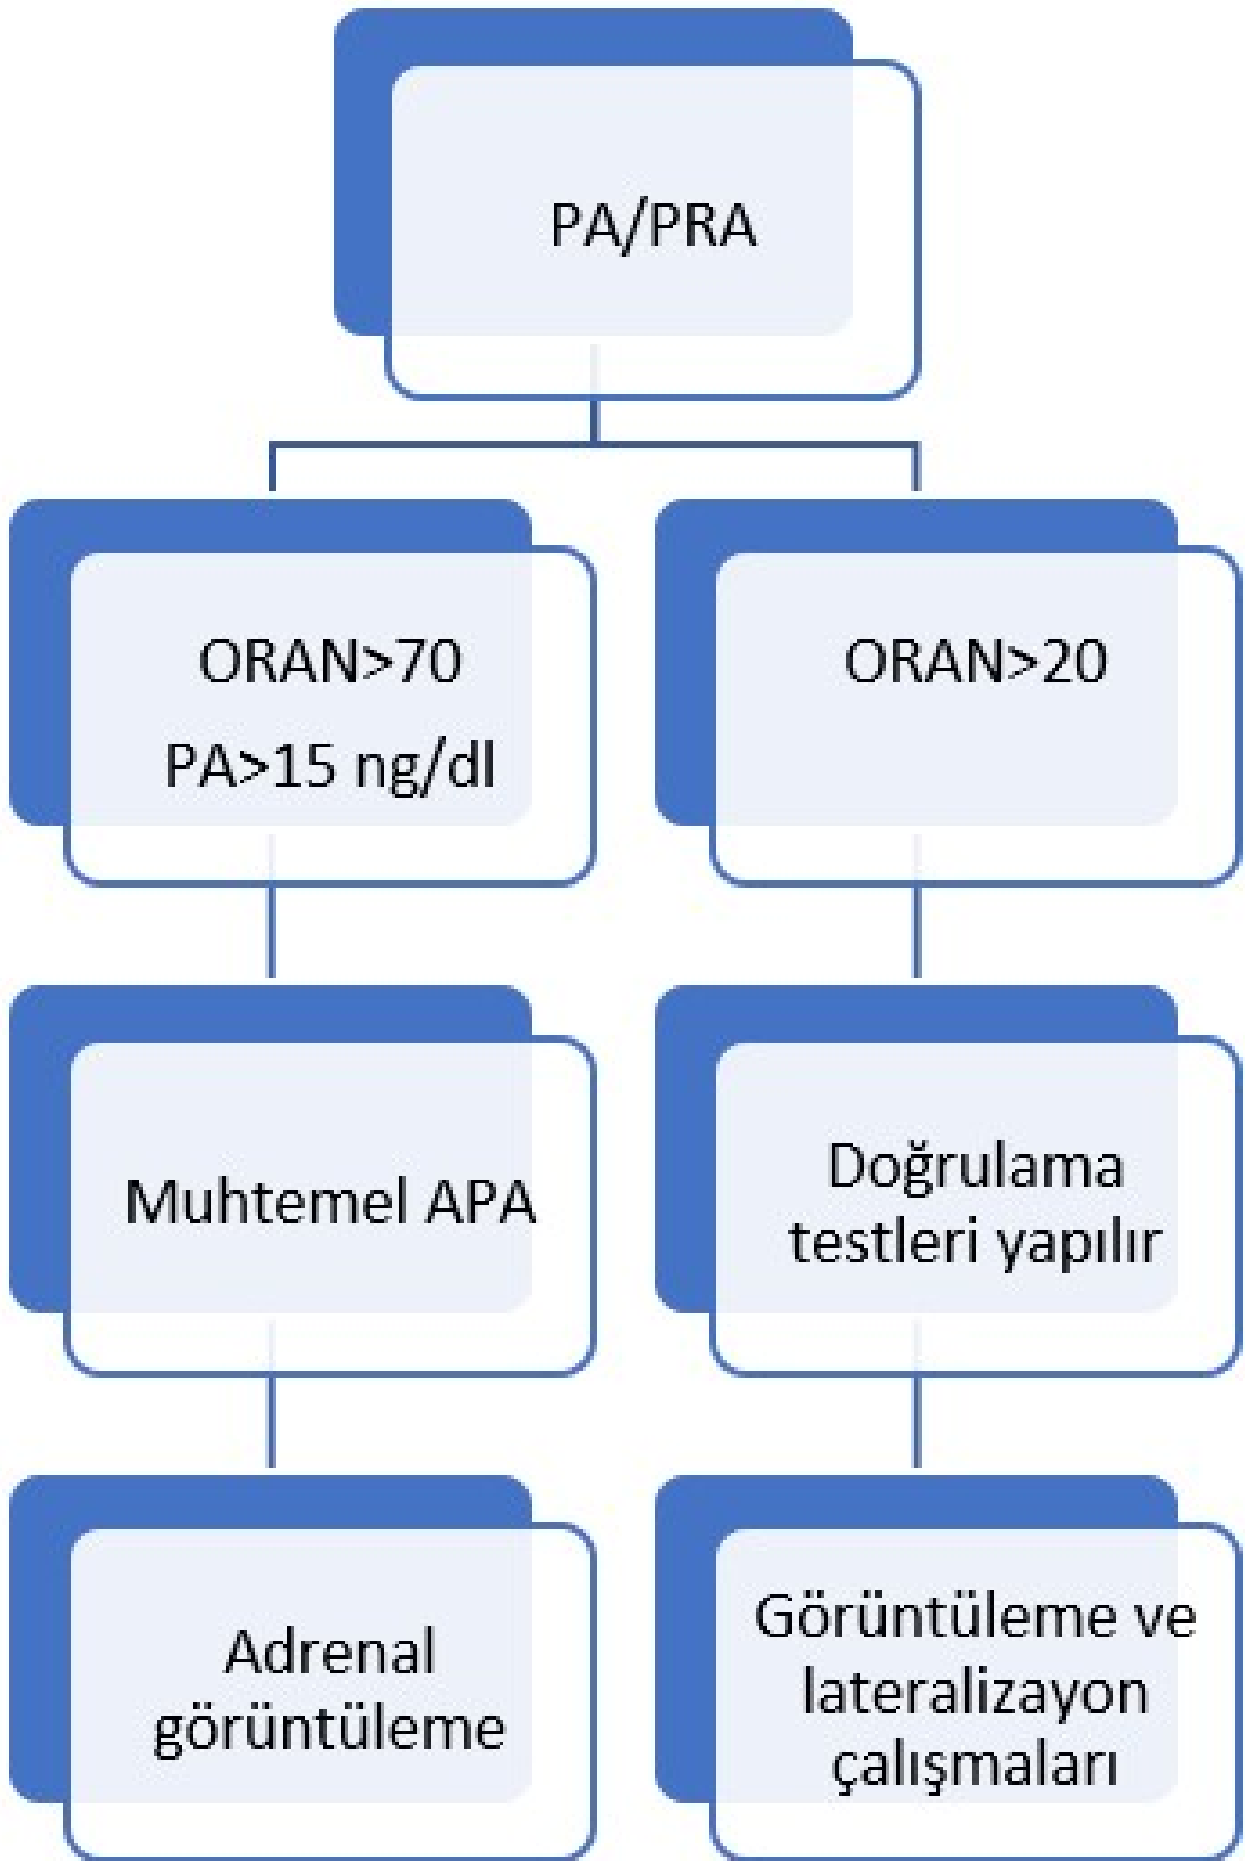 PA/PRA
ORAN>70
PA>15 ng/dl
ORAN>20
Muhtemel APA
Doğrulama
testleri yapılır
Adrenal
görüntüleme
Görüntüleme ve
lateralizayon
çalışmaları